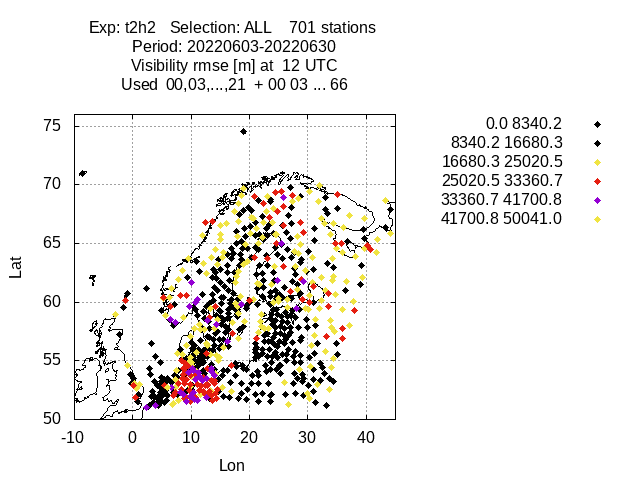 Exp: t2h2   Selection: ALL    701 stations
Period: 20220603-20220630
Visibility rmse [m] at  12 UTC
Used  00,03,...,21  + 00 03 ... 66
0.0 8340.2
8340.2 16680.3
16680.3 25020.5
25020.5 33360.7
33360.7 41700.8
41700.8 50041.0
75
70
65
60
55
50
Lat
-10 0 10 20 30 40
Lon